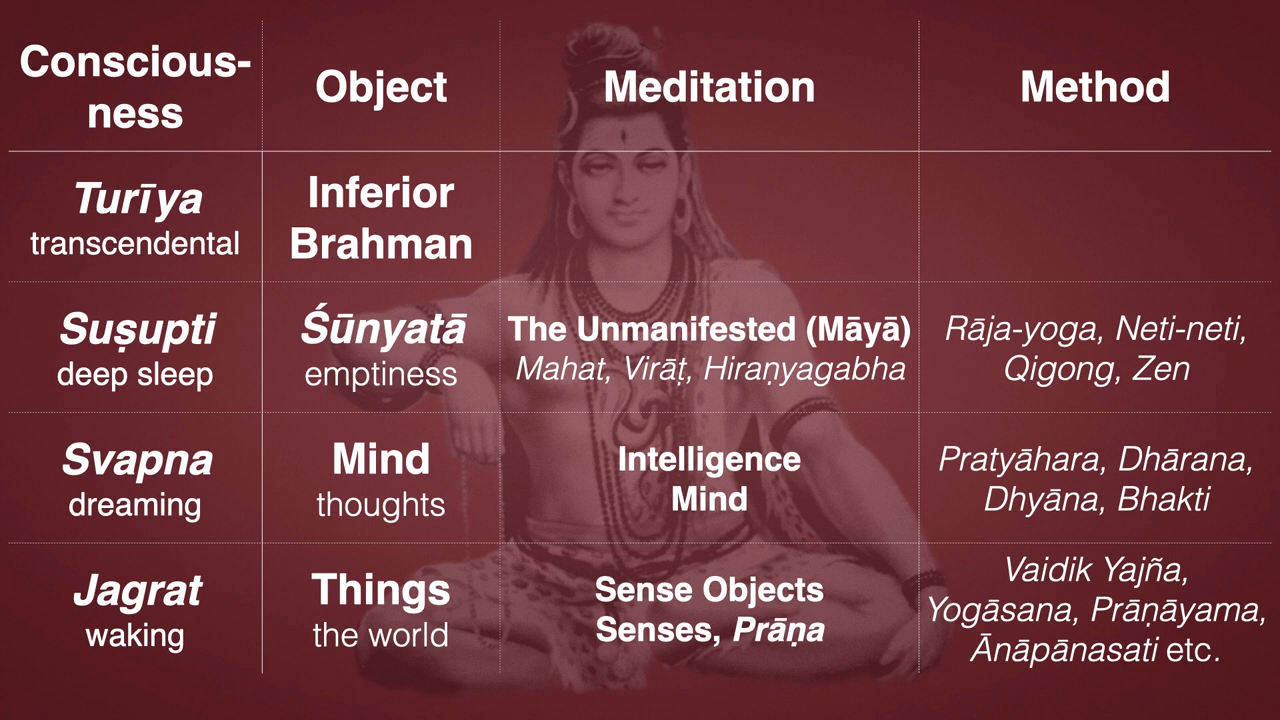 Conscious-
ness
Object
Meditation
Method
Turīya
transcendental
Inferior
Brahman
Suṣupti
deep sleep
Śūnyatā
emptiness
The Unmanifested (Māyā)
Mahat, Virāṭ, Hiraṇyagabha
Rāja-yoga, Neti-neti,
Qigong, Zen
Svapna
dreaming
Mind
thoughts
Intelligence
Mind
Pratyāhara, Dhārana,
Dhyāna, Bhakti
Jagrat
waking
Things
the world
Sense Objects
Senses, Prāṇa
Vaidik Yajña,
Yogāsana, Prāṇāyama,
Ānāpānasati etc.